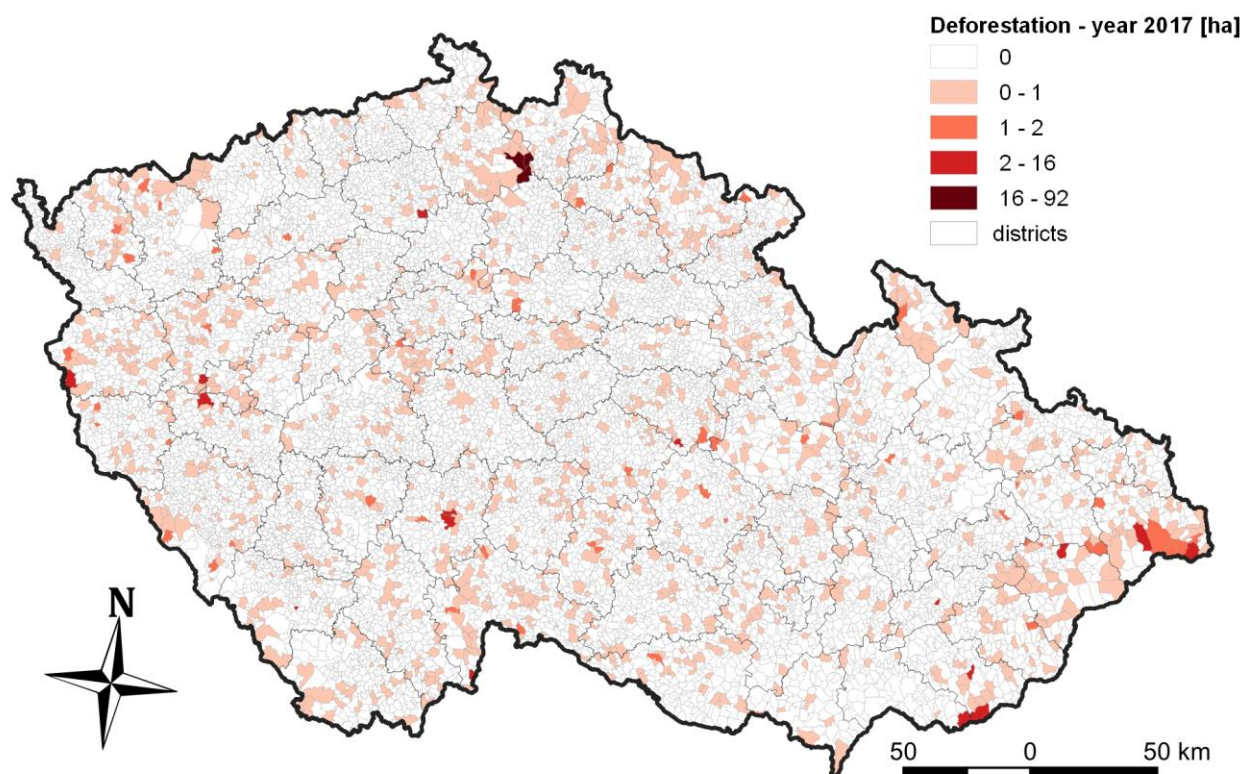 Deforestation - year 2017 [ha]
0
0 - 1
1 - 2
2 - 16
16 - 92
districts
N
50 0 50 km